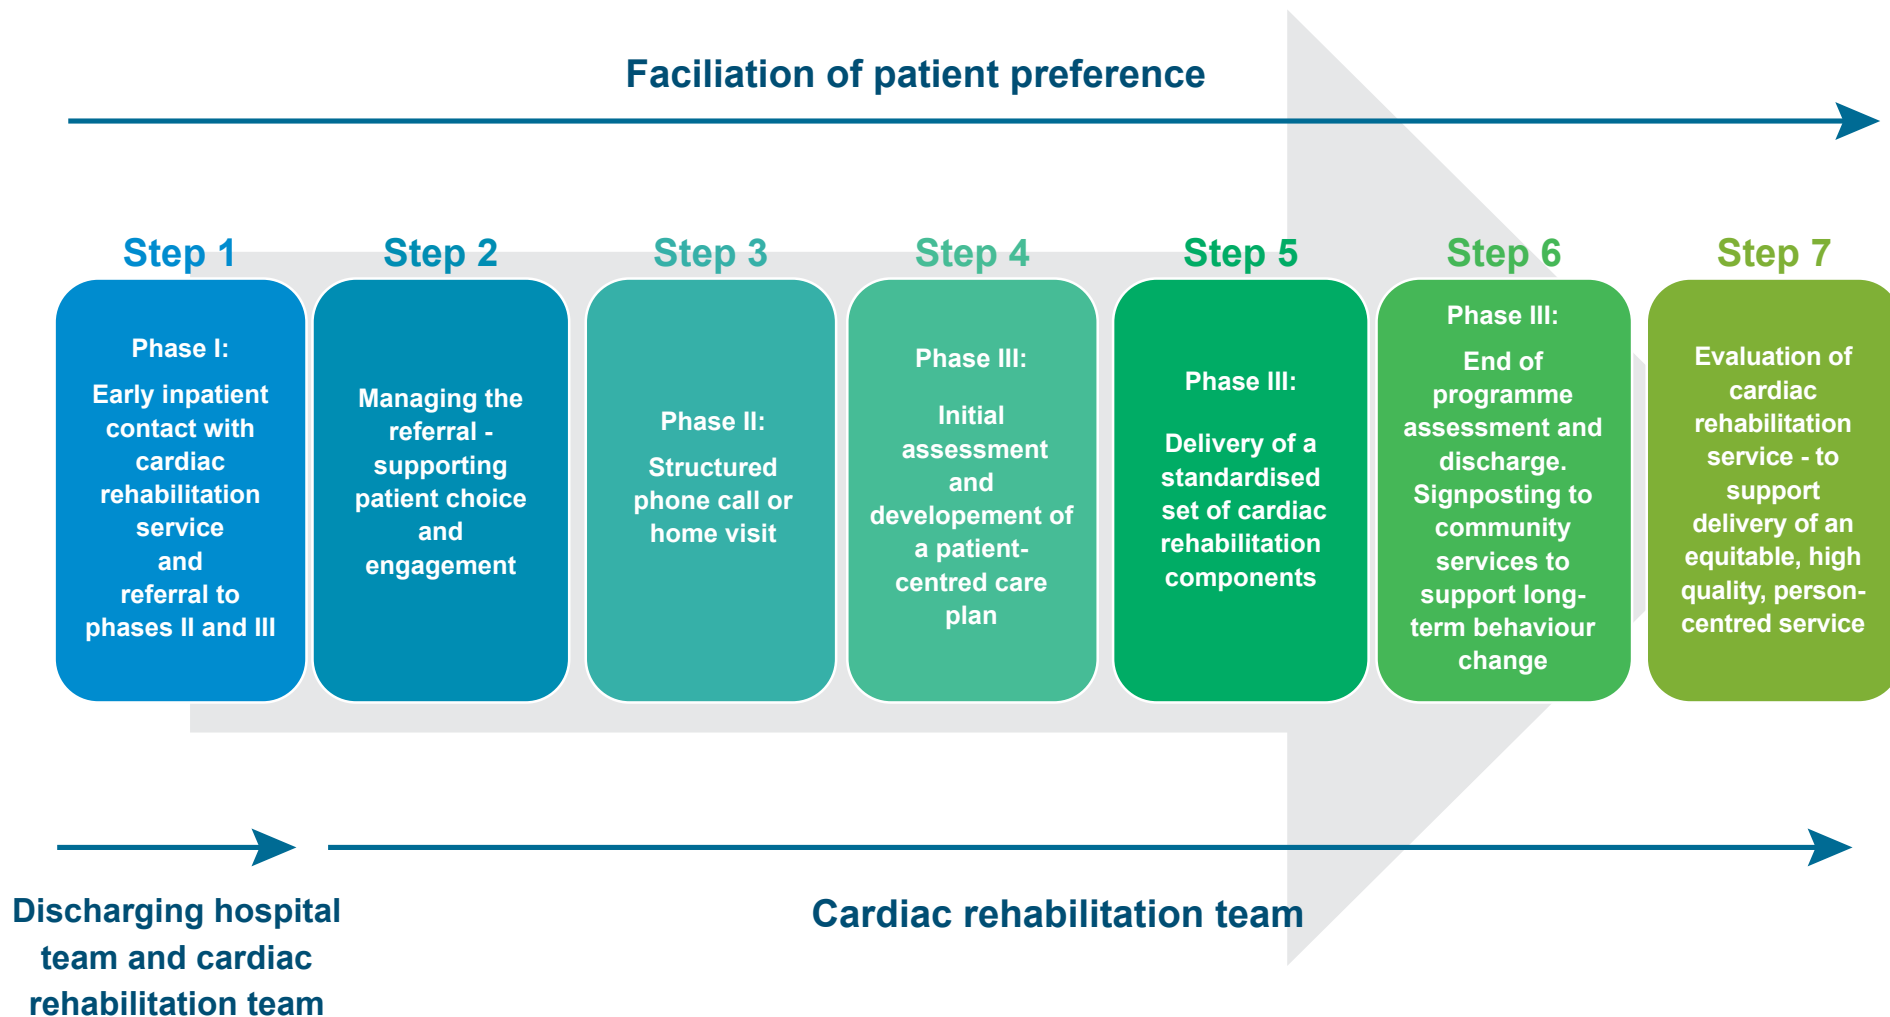 Faciliation of patient preference
Step 1
Phase I:
Early inpatient
contact with
cardiac
rehabilitation
service
and
referral to
phases II and III
Step 2
Managing the
referral -
supporting
patient choice
and
engagement
Step 3
Phase II:
Structured
phone call or
home visit
Step 4
Phase III:
Initial
assessment
and
developement of
a patient-
centred care
plan
Step 5
Phase III:
Delivery of a
standardised
set of cardiac
rehabilitation
components
Step 6
Phase III:
End of
programme
assessment and
discharge.
Signposting to
community
services to
support long-
term behaviour
change
Step 7
Evaluation of
cardiac
rehabilitation
service - to
support
delivery of an
equitable, high
quality, person-
centred service
Discharging hospital
team and cardiac
rehabilitation team
Cardiac rehabilitation team